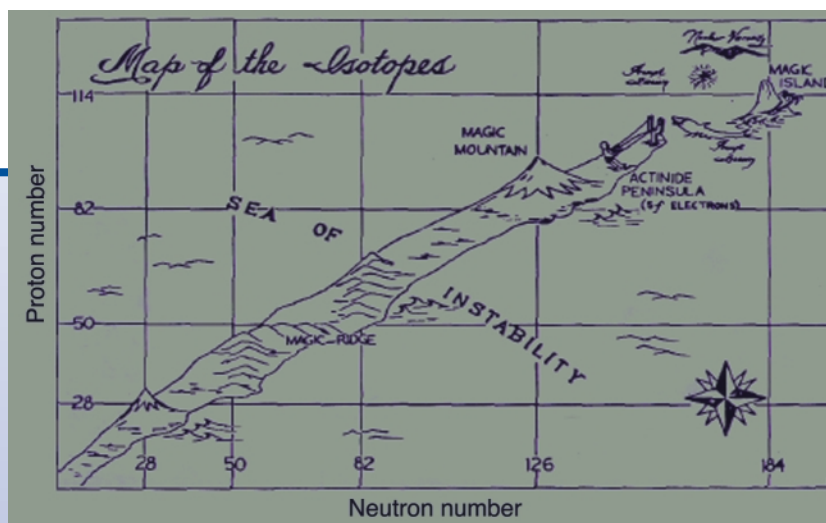 Map of the Isotopes
MAGIC
ISLAND
114
MAGIC
MOUNTAIN
ACTINIDE
PENINSULA
(5f ELECTRONS)
82
SEA OF
INSTABILITY
50
MAGIC-RIDGE
28
28
50
82
126
184
Proton number
Neutron number